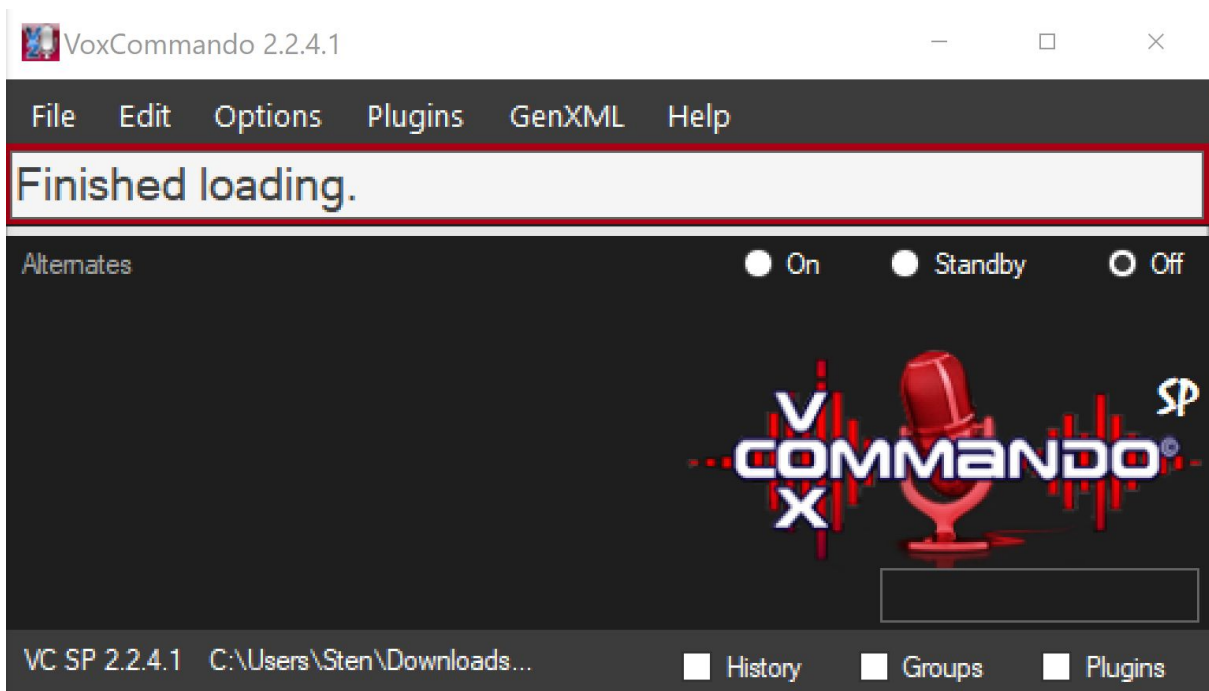 VoxCommando 2.2.4.1
File Edit Options Plugins GenXML Help
Finished loading.
Alternates On Standby Off
SP
VOX
COMMANDO©
VC SP 2.2.4.1 C:\Users\Sten\Downloads... History Groups Plugins